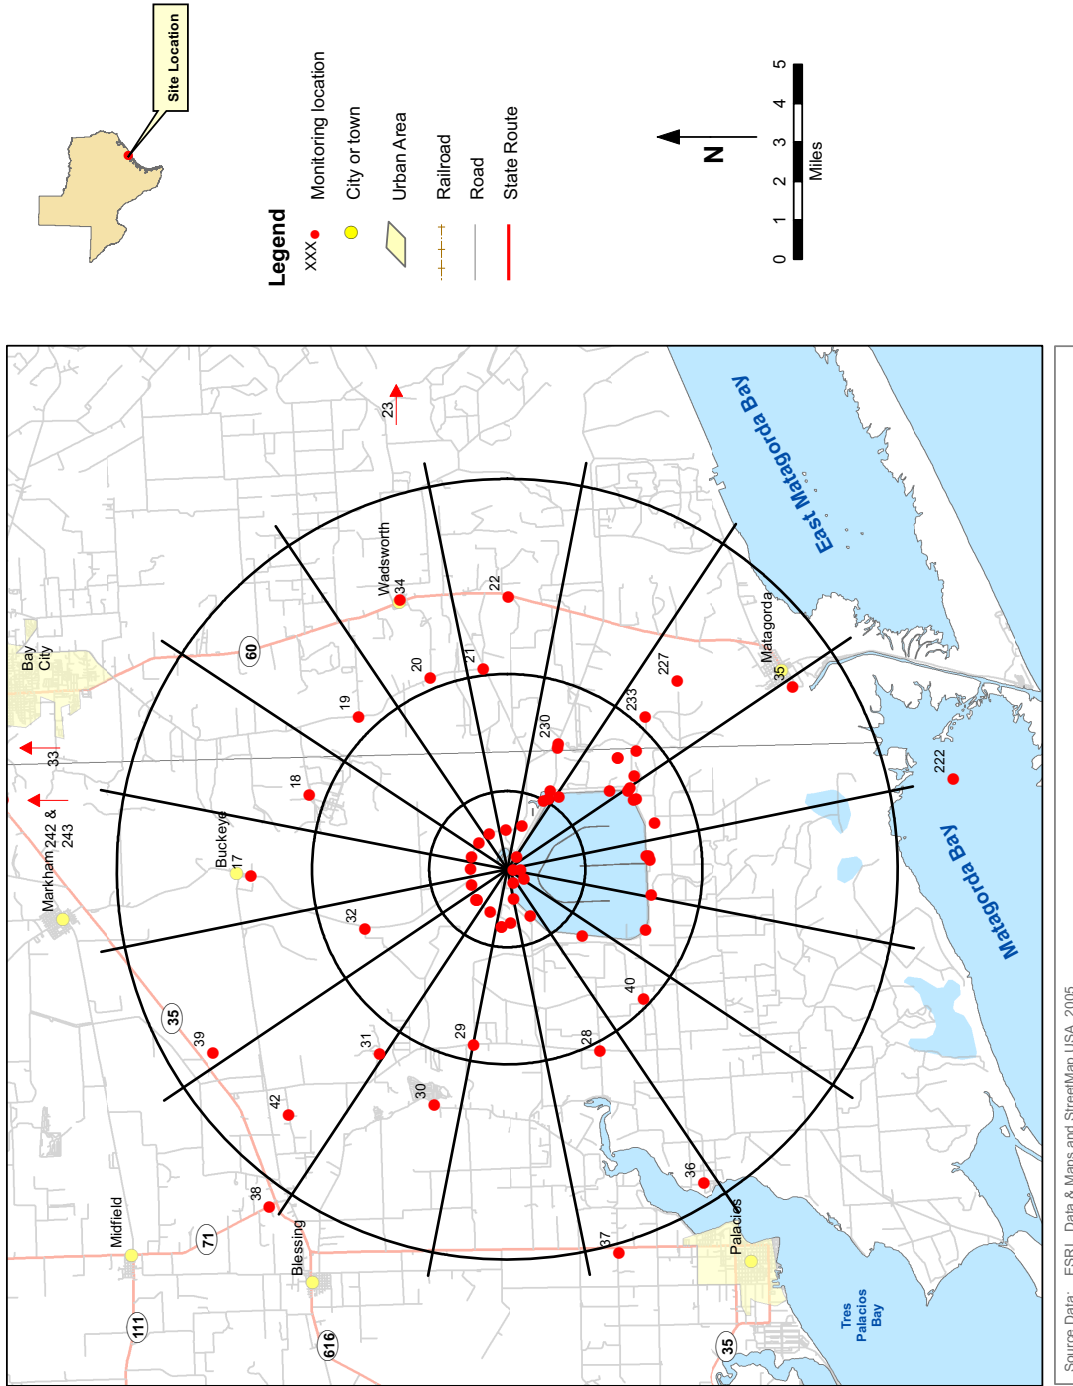 Site Location
Legend
XXX
Monitoring location
City or town
Urban Area
Railroad
Road
State Route
N
0 1 2 3 4 5
Miles
Bay
City
33
Markham
242 &
243
60
Buckeye
17
18
19
Wadsworth
34
23
20
21
22
32
35
39
31
42
38
29
30
Midfield
71
Blessing
111
616
230
233
227
Matagorda
35
East Matagorda Bay
222
Matagorda Bay
40
28
36
37
Palacios
35
Tres
Palacios
Bay
Source Data: ESRI, Data & Maps and StreetMap USA, 2005